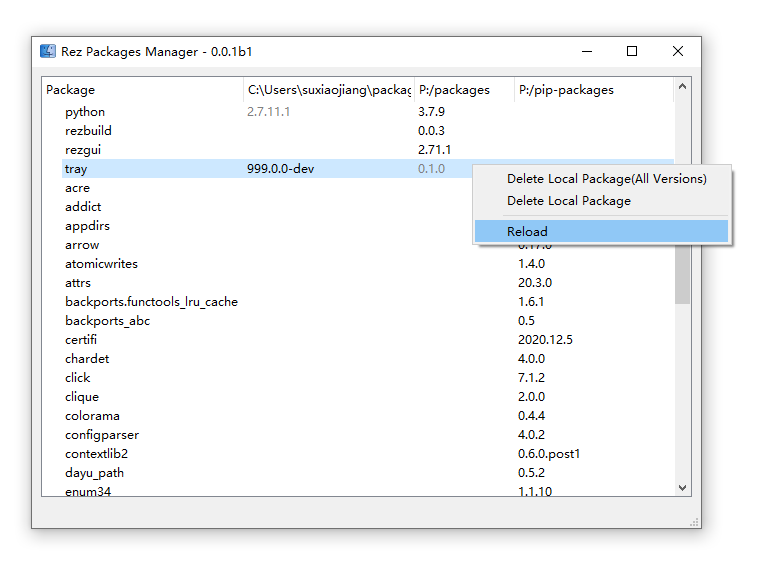 Rez Packages Manager - 0.0.1b1
Package C:\Users\suxiaojiang\packag P:/packages P:/pip-packages
python 2.7.11.1 3.7.9
rezbuild 0.0.3
rezgui 2.71.1
tray 999.0.0-dev 0.1.0
Delete Local Package(All Versions)
Delete Local Package
Reload
acre
addict
appdirs
arrow 0.17.0
atomicwrites 1.4.0
attrs 20.3.0
backports.functools_lru_cache 1.6.1
backports_abc 0.5
certifi 2020.12.5
chardet 4.0.0
click 7.1.2
clique 2.0.0
colorama 0.4.4
configparser 4.0.2
contextlib2 0.6.0.post1
dayu_path 0.5.2
enum34 1.1.10